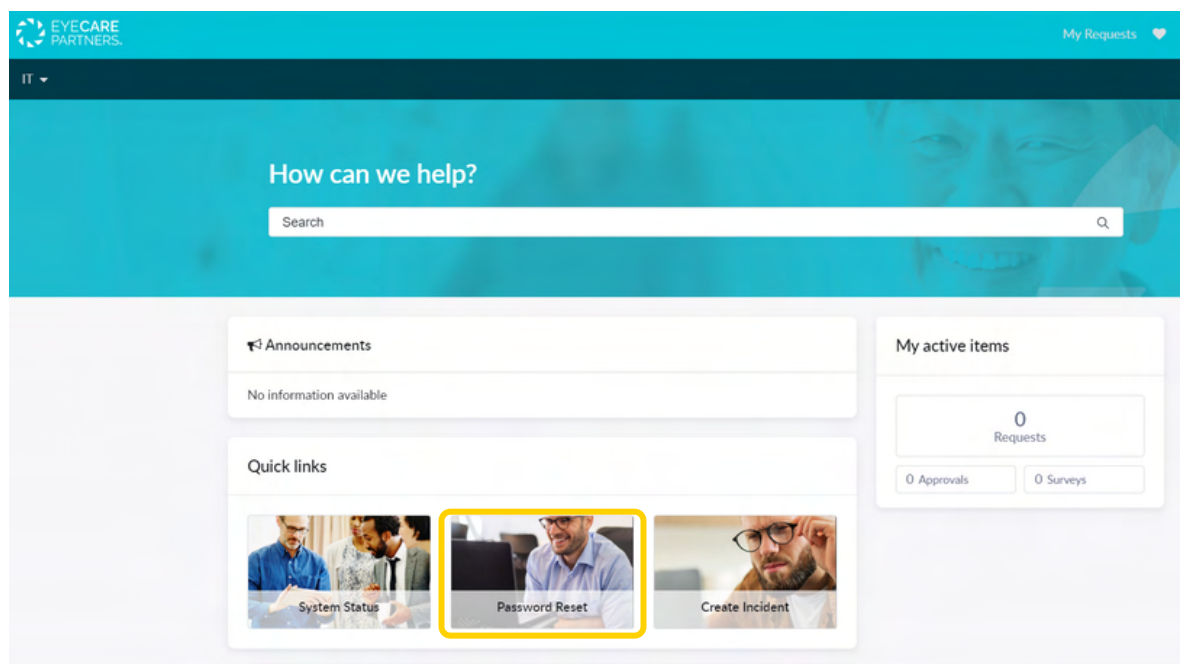 EYECARE
PARTNERS.
My Requests
IT
How can we help?
Search
Announcements
No information available
My active items
0
Requests
0 Approvals
0 Surveys
Quick links
System Status
Password Reset
Create Incident